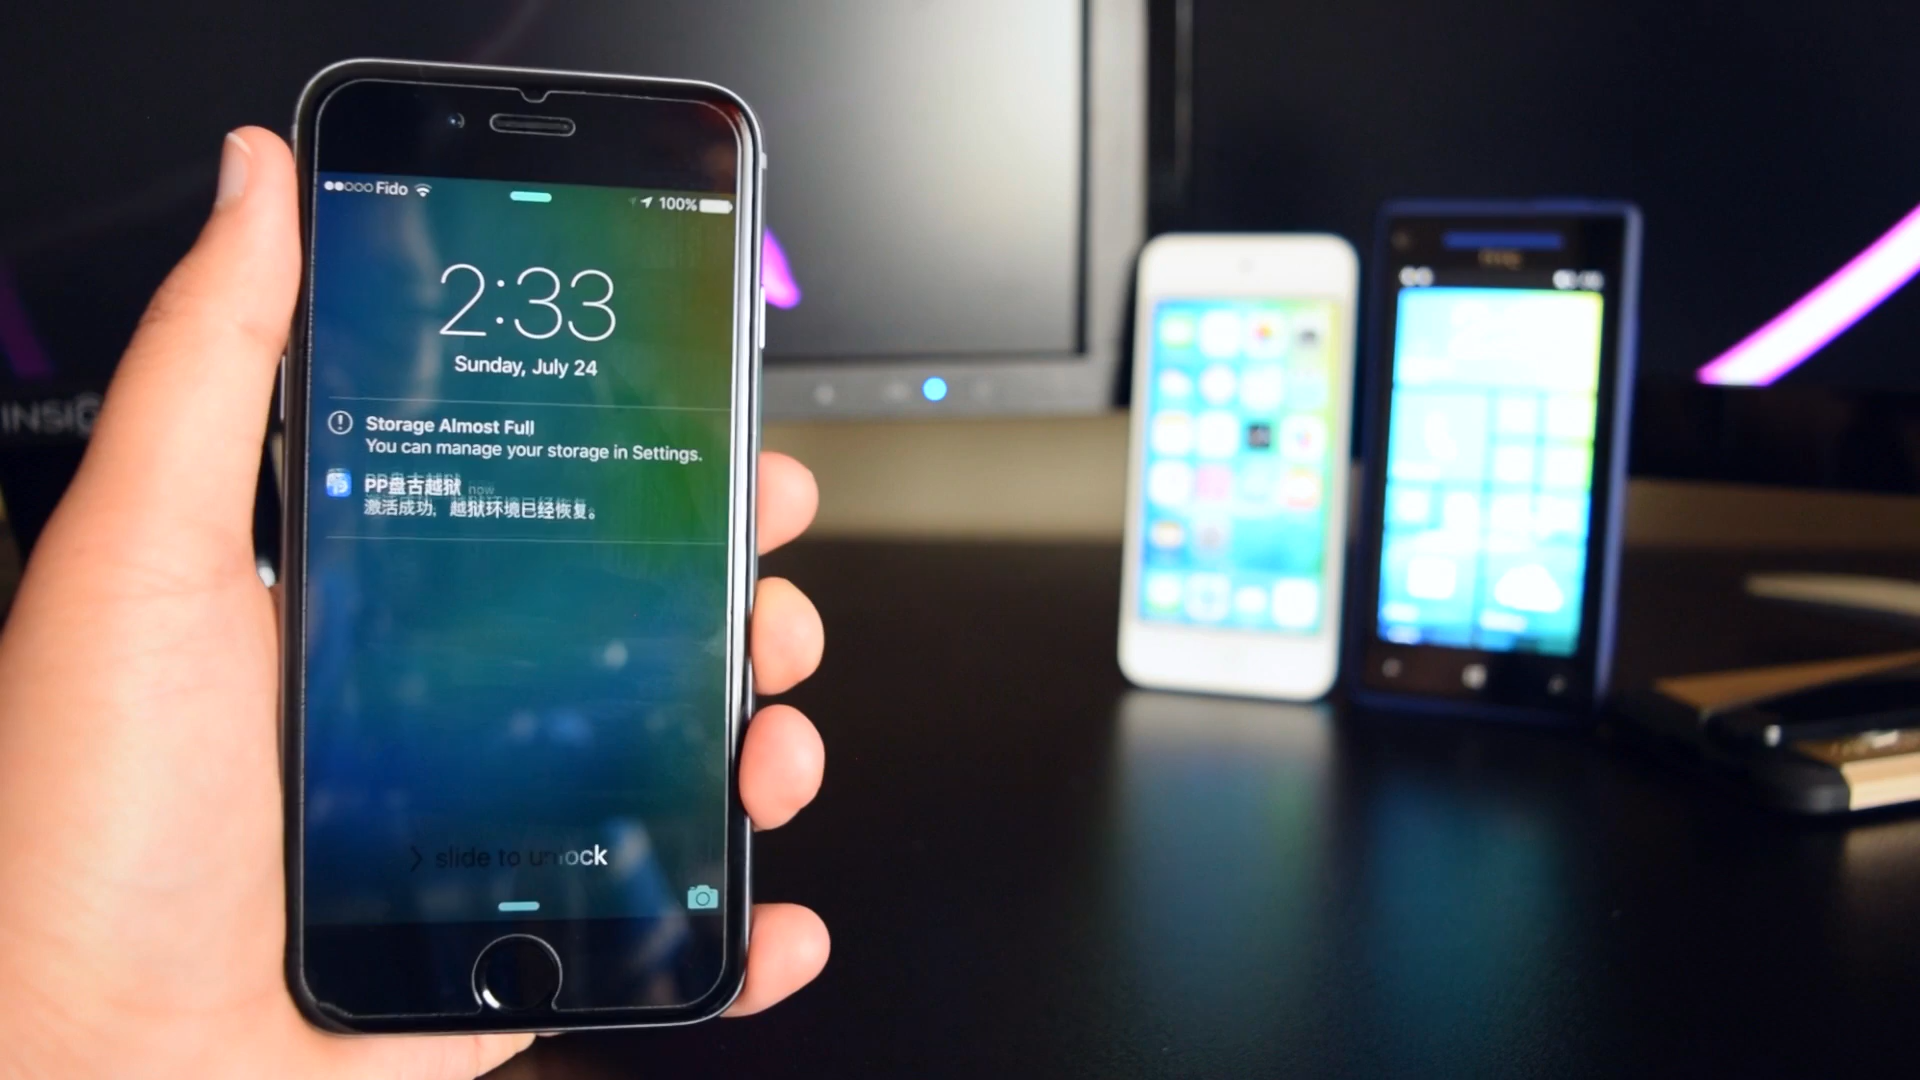 Fido
100%
2:33
Sunday, July 24
Storage Almost Full
You can manage your storage in Settings.
PP盘古越狱 now
激活成功，越狱环境已经恢复。
slide to unlock